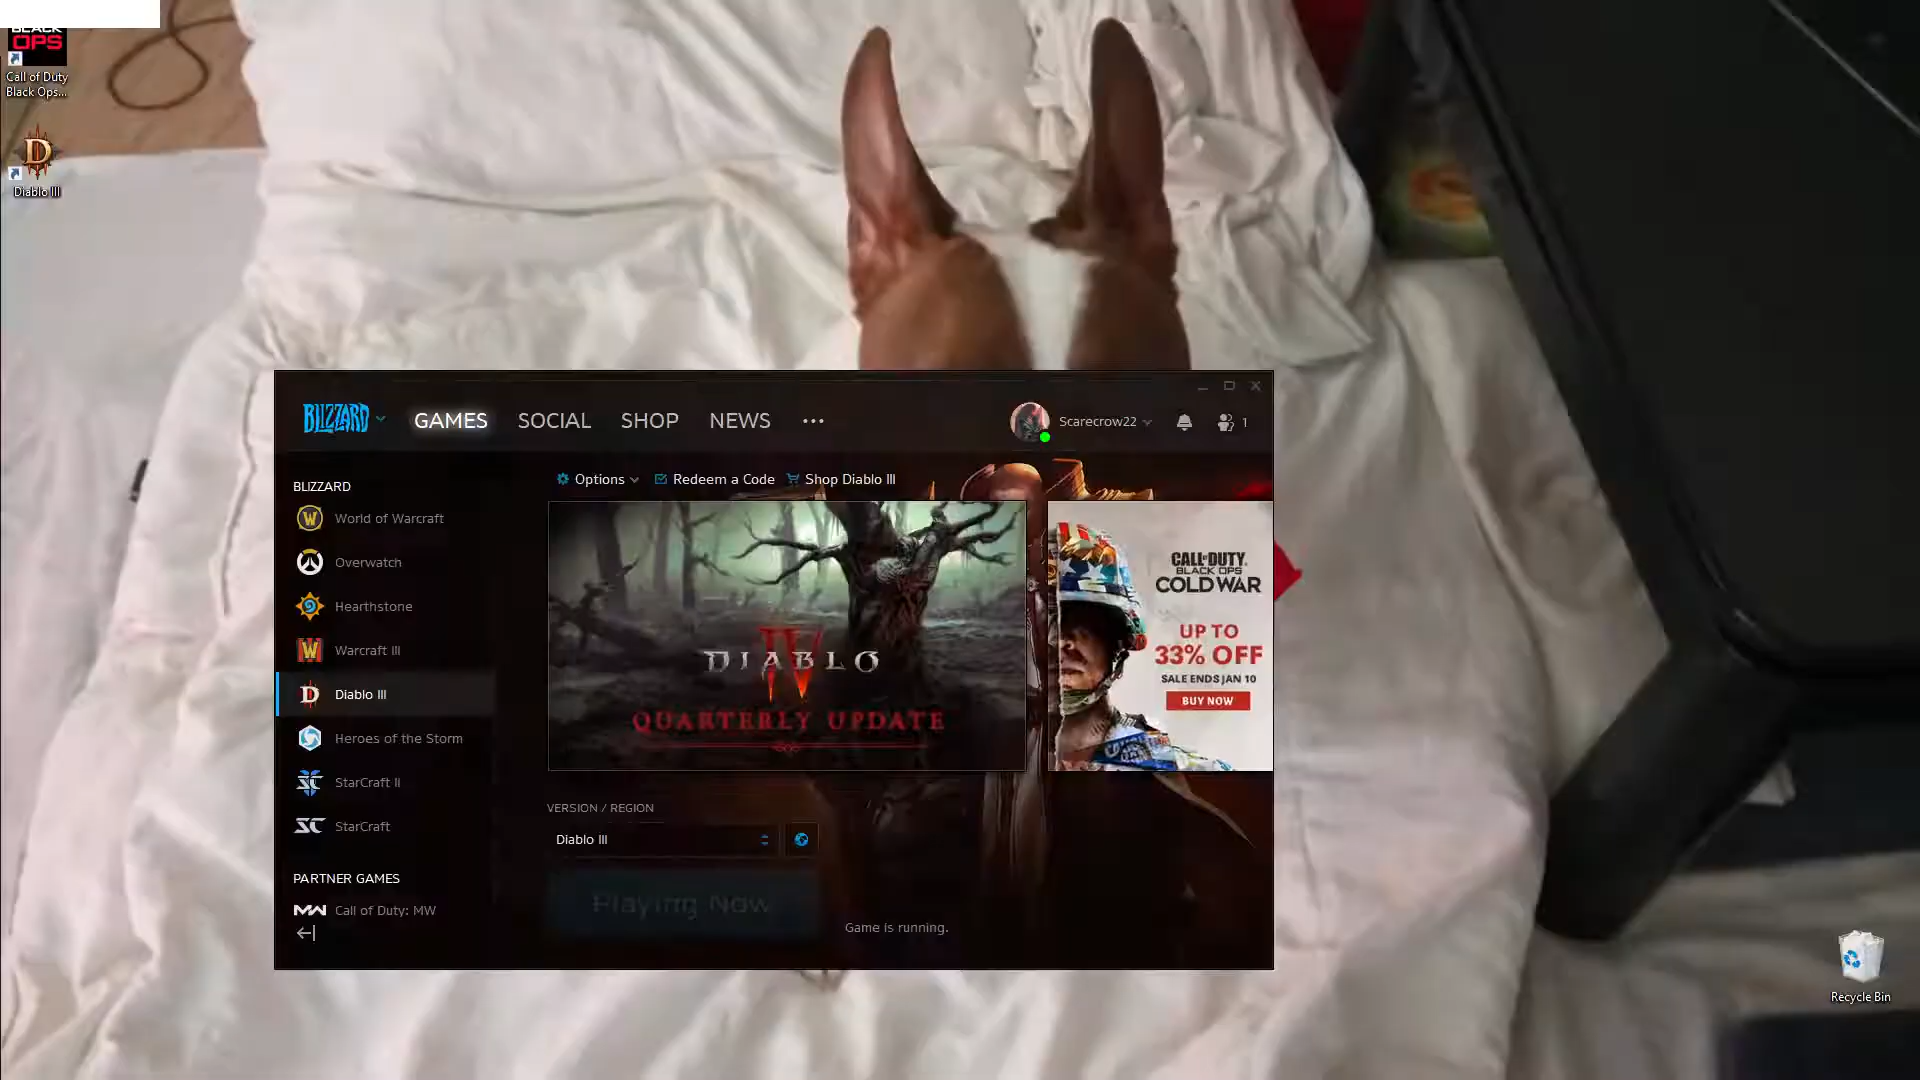 BLACK
OPS
Call of Duty
Black Ops...
Diablo III
BLIZZARD
GAMES
SOCIAL
SHOP
NEWS
Scarecrow22
1
BLIZZARD
World of Warcraft
Overwatch
Hearthstone
Warcraft III
Diablo III
Heroes of the Storm
StarCraft II
StarCraft
PARTNER GAMES
Call of Duty: MW
Options
Redeem a Code
Shop Diablo III
DIABLO
IV
QUARTERLY UPDATE
CALL OF DUTY
BLACK OPS
COLD WAR
UP TO
33% OFF
SALE ENDS JAN 10
BUY NOW
VERSION / REGION
Diablo III
Playing Now
Game is running.
Recycle Bin